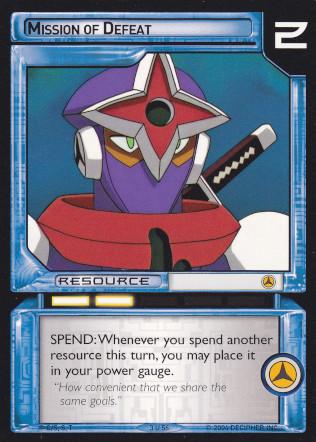 MISSION OF DEFEAT
2
RESOURCE
SPEND: Whenever you spend another
resource this turn, you may place it
in your power gauge.
“How convenient that we share the
same goals.”
© 2004 DECIPHER INC.